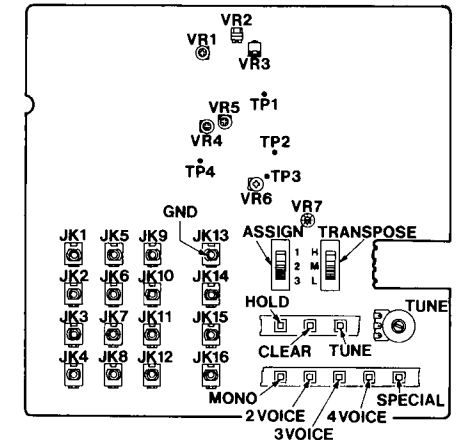 VR2
VR1
VR3
VR5 TP1
VR4
TP2
TP4
TP3
VR6
GND
VR7
JK1 JK5 JK9 JK13 ASSIGN TRANSPOSE
1 H
2 M
3 L
JK2 JK6 JK10 JK14
HOLD
TUNE
JK3 JK7 JK11 JK15
CLEAR TUNE
JK4 JK8 JK12 JK16
MONO
SPECIAL
2 VOICE
4 VOICE
3 VOICE